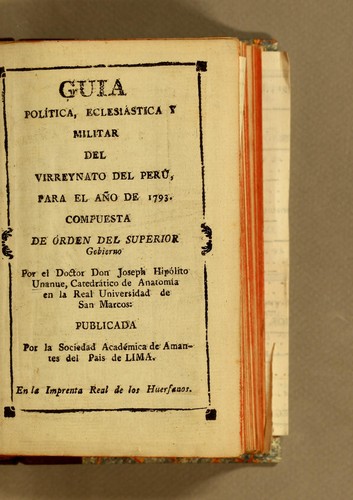 GUIA
POLÍTICA, ECLESIÁSTICA Y
MILITAR
DEL
VIRREYNATO DEL PERÚ,
PARA EL AÑO DE 1793.
COMPUESTA
DE ÓRDEN DEL SUPERIOR
Gobierno
Por el Doctor Don Joseph Hipólito
Unanue, Catedrático de Anatomía
en la Real Universidad de
San Marcos:
PUBLICADA
Por la Sociedad Académica de Aman-
tes del Pais de LIMA.
En la Imprenta Real de los Huérfanos.